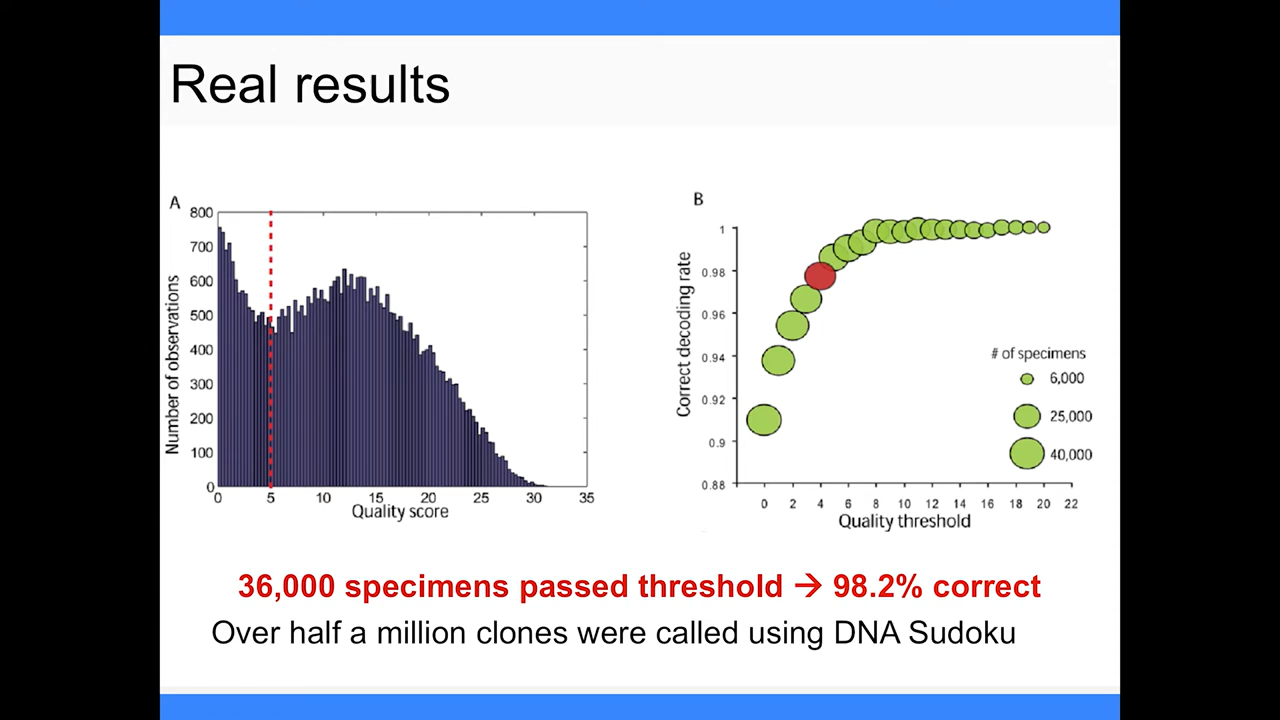 Real results
A
800
700
600
500
400
300
200
100
0
Number of observations
0 5 10 15 20 25 30 35
Quality score
B
1
0.98
0.96
0.94
0.92
0.9
0.88
Correct decoding rate
# of specimens
6,000
25,000
40,000
0 2 4 6 8 10 12 14 16 18 20 22
Quality threshold
36,000 specimens passed threshold → 98.2% correct
Over half a million clones were called using DNA Sudoku